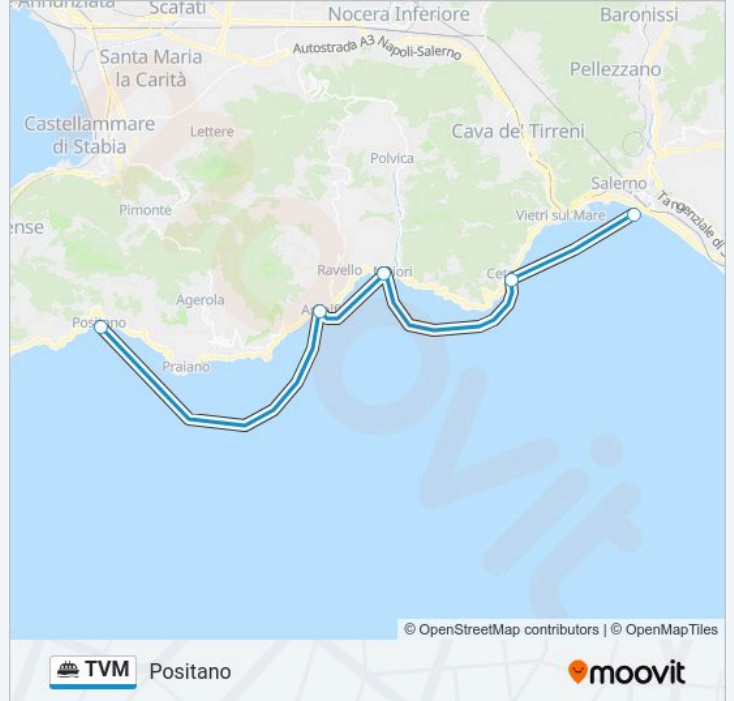 Scafati
Nocera Inferiore
Baronissi
Autostrada A3 Napoli-Salerno
Santa Maria
la Carità
Pellezzano
Castellammare
di Stabia
Lettere
Cava de' Tirreni
Polvica
Salerno
Pimonte
Vietri sul Mare
Tangenziale di S
ense
Ravello
Agerola
Praiano
© OpenStreetMap contributors | © OpenMapTiles
TVM Positano
moovit